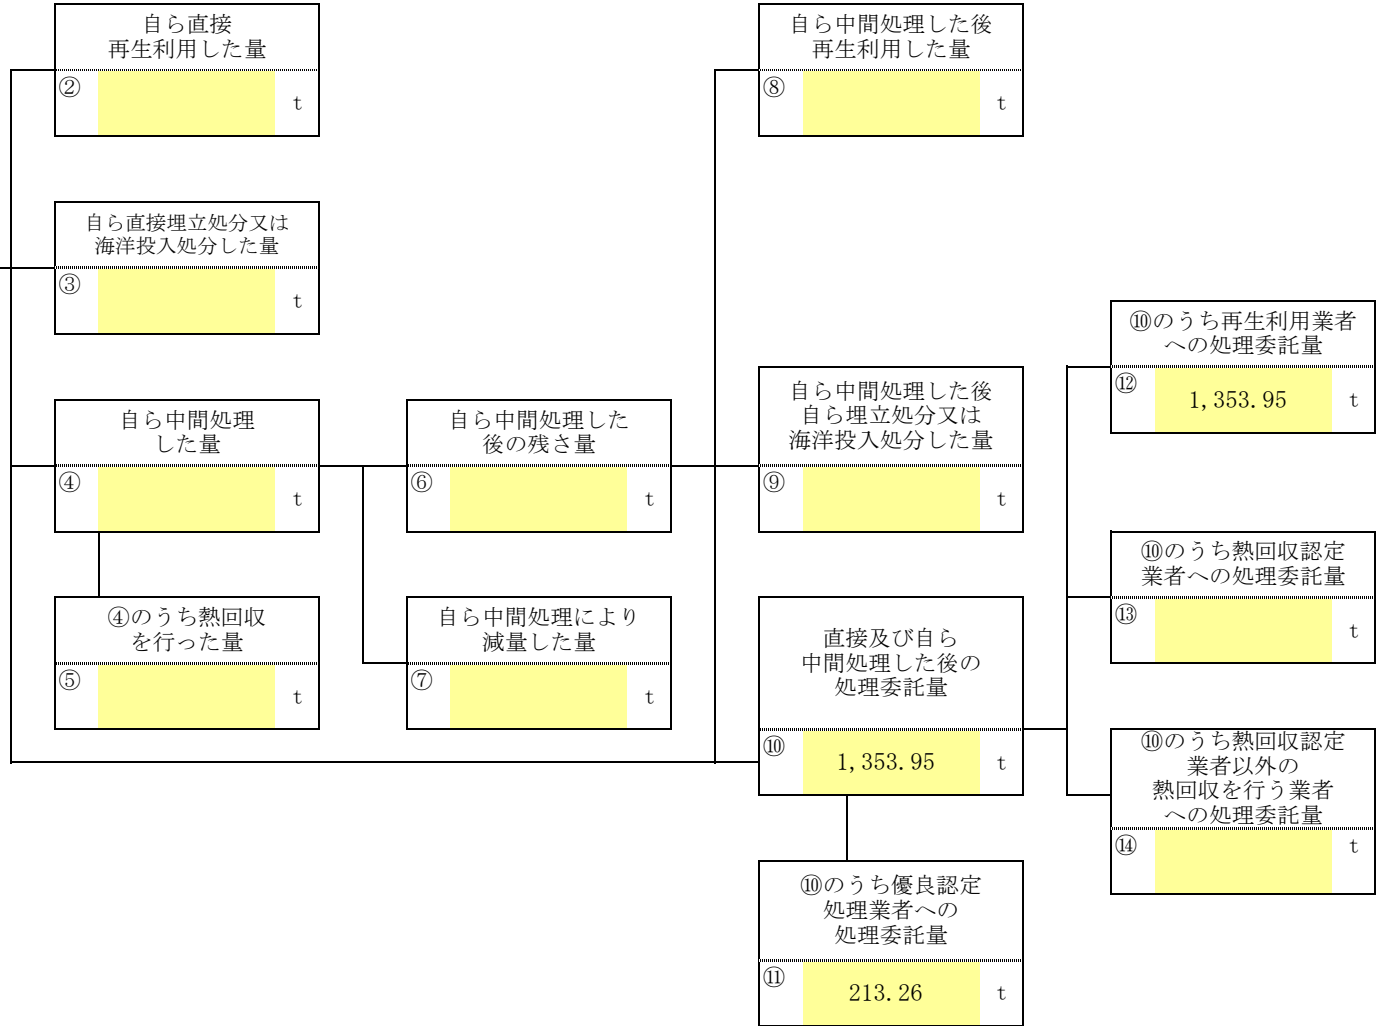 自ら直接
再生利用した量
② t
自ら中間処理した後
再生利用した量
⑧ t
自ら直接埋立処分又は
海洋投入処分した量
③ t
⑩のうち再生利用業者
への処理委託量
⑫ 1,353.95 t
自ら中間処理
した量
④ t
自ら中間処理した
後の残さ量
⑥ t
自ら中間処理した後
自ら埋立処分又は
海洋投入処分した量
⑨ t
⑩のうち熱回収認定
業者への処理委託量
⑬ t
④のうち熱回収
を行った量
⑤ t
自ら中間処理により
減量した量
⑦ t
直接及び自ら
中間処理した後の
処理委託量
⑩ 1,353.95 t
⑩のうち熱回収認定
業者以外の
熱回収を行う業者
への処理委託量
⑭ t
⑩のうち優良認定
処理業者への
処理委託量
⑪ 213.26 t